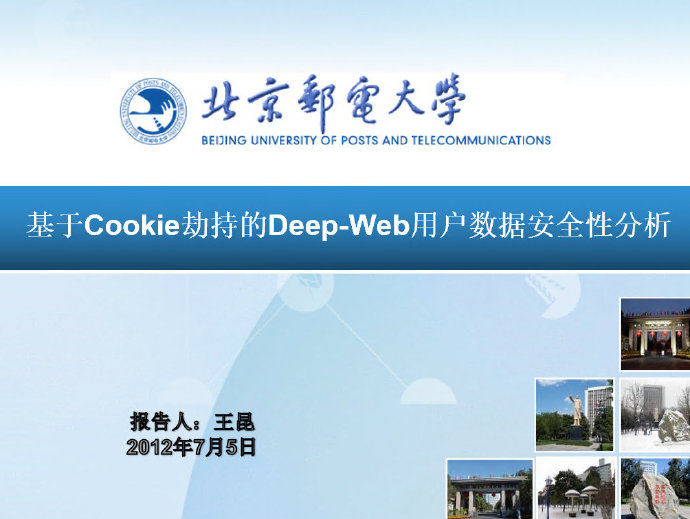 北京郵電大學
BEIJING UNIVERSITY OF POSTS AND TELECOMMUNICATIONS
基于Cookie劫持的Deep-Web用户数据安全性分析
报告人：王昆
2012年7月5日